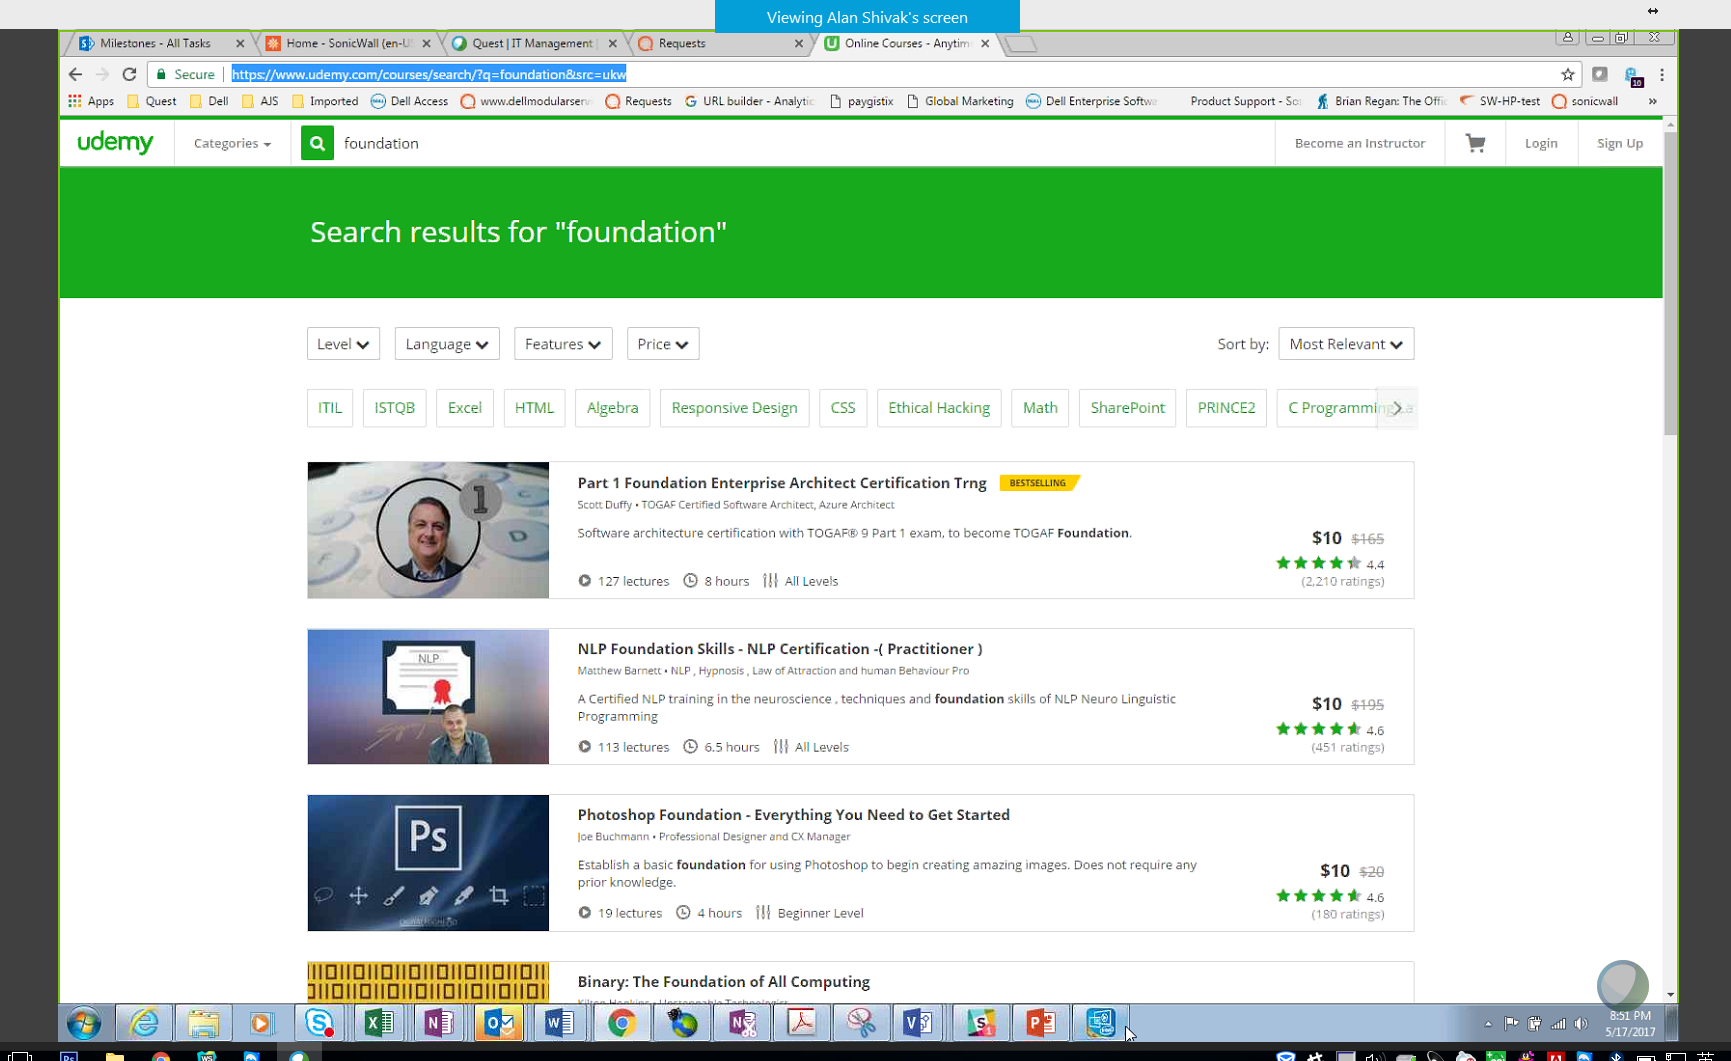 Viewing Alan Shivak's screen
Milestones - All Tasks
Home - SonicWall (en-US
Quest | IT Management
Requests
Online Courses - Anytim
Secure
https://www.udemy.com/courses/search/?q=foundation&src=ukw
10
Apps
Quest
Dell
AJS
Imported
Dell Access
www.dellmodularserv
Requests
URL builder - Analytic
paygistix
Global Marketing
Dell Enterprise Softwa
Product Support - So
Brian Regan: The Offic
SW-HP-test
sonicwall
udemy
Categories
foundation
Become an Instructor
Login
Sign Up
Search results for "foundation"
Level
Language
Features
Price
Sort by:
Most Relevant
ITIL
ISTQB
Excel
HTML
Algebra
Responsive Design
CSS
Ethical Hacking
Math
SharePoint
PRINCE2
C Programming La
1
D
Part 1 Foundation Enterprise Architect Certification Trng
BESTSELLING
Scott Duffy • TOGAF Certified Software Architect, Azure Architect
Software architecture certification with TOGAF® 9 Part 1 exam, to become TOGAF Foundation.
$10 $165
4.4
(2,210 ratings)
127 lectures
8 hours
All Levels
NLP
NLP Foundation Skills - NLP Certification -( Practitioner )
Matthew Barnett • NLP , Hypnosis , Law of Attraction and human Behaviour Pro
A Certified NLP training in the neuroscience , techniques and foundation skills of NLP Neuro Linguistic
Programming
$10 $195
4.6
(451 ratings)
113 lectures
6.5 hours
All Levels
Ps
Photoshop Foundation - Everything You Need to Get Started
Joe Buchmann • Professional Designer and CX Manager
Establish a basic foundation for using Photoshop to begin creating amazing images. Does not require any
prior knowledge.
$10 $20
4.6
(180 ratings)
19 lectures
4 hours
Beginner Level
Binary: The Foundation of All Computing
8:51 PM
5/17/2017